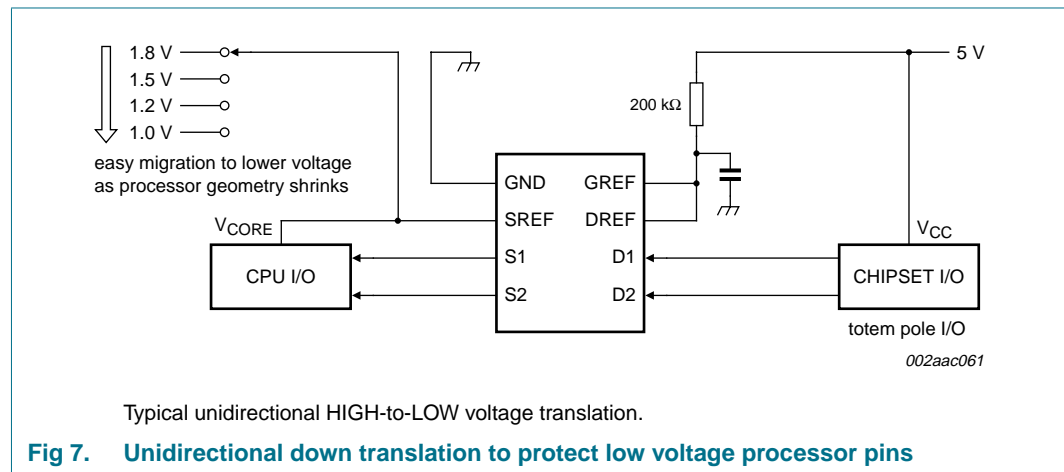 1.8 V
1.5 V
1.2 V
1.0 V
easy migration to lower voltage
as processor geometry shrinks
5 V
200 kΩ
GND GREF
SREF DREF
S1 D1
S2 D2
VCORE
CPU I/O
VCC
CHIPSET I/O
totem pole I/O
002aac061
Typical unidirectional HIGH-to-LOW voltage translation.
Fig 7. Unidirectional down translation to protect low voltage processor pins